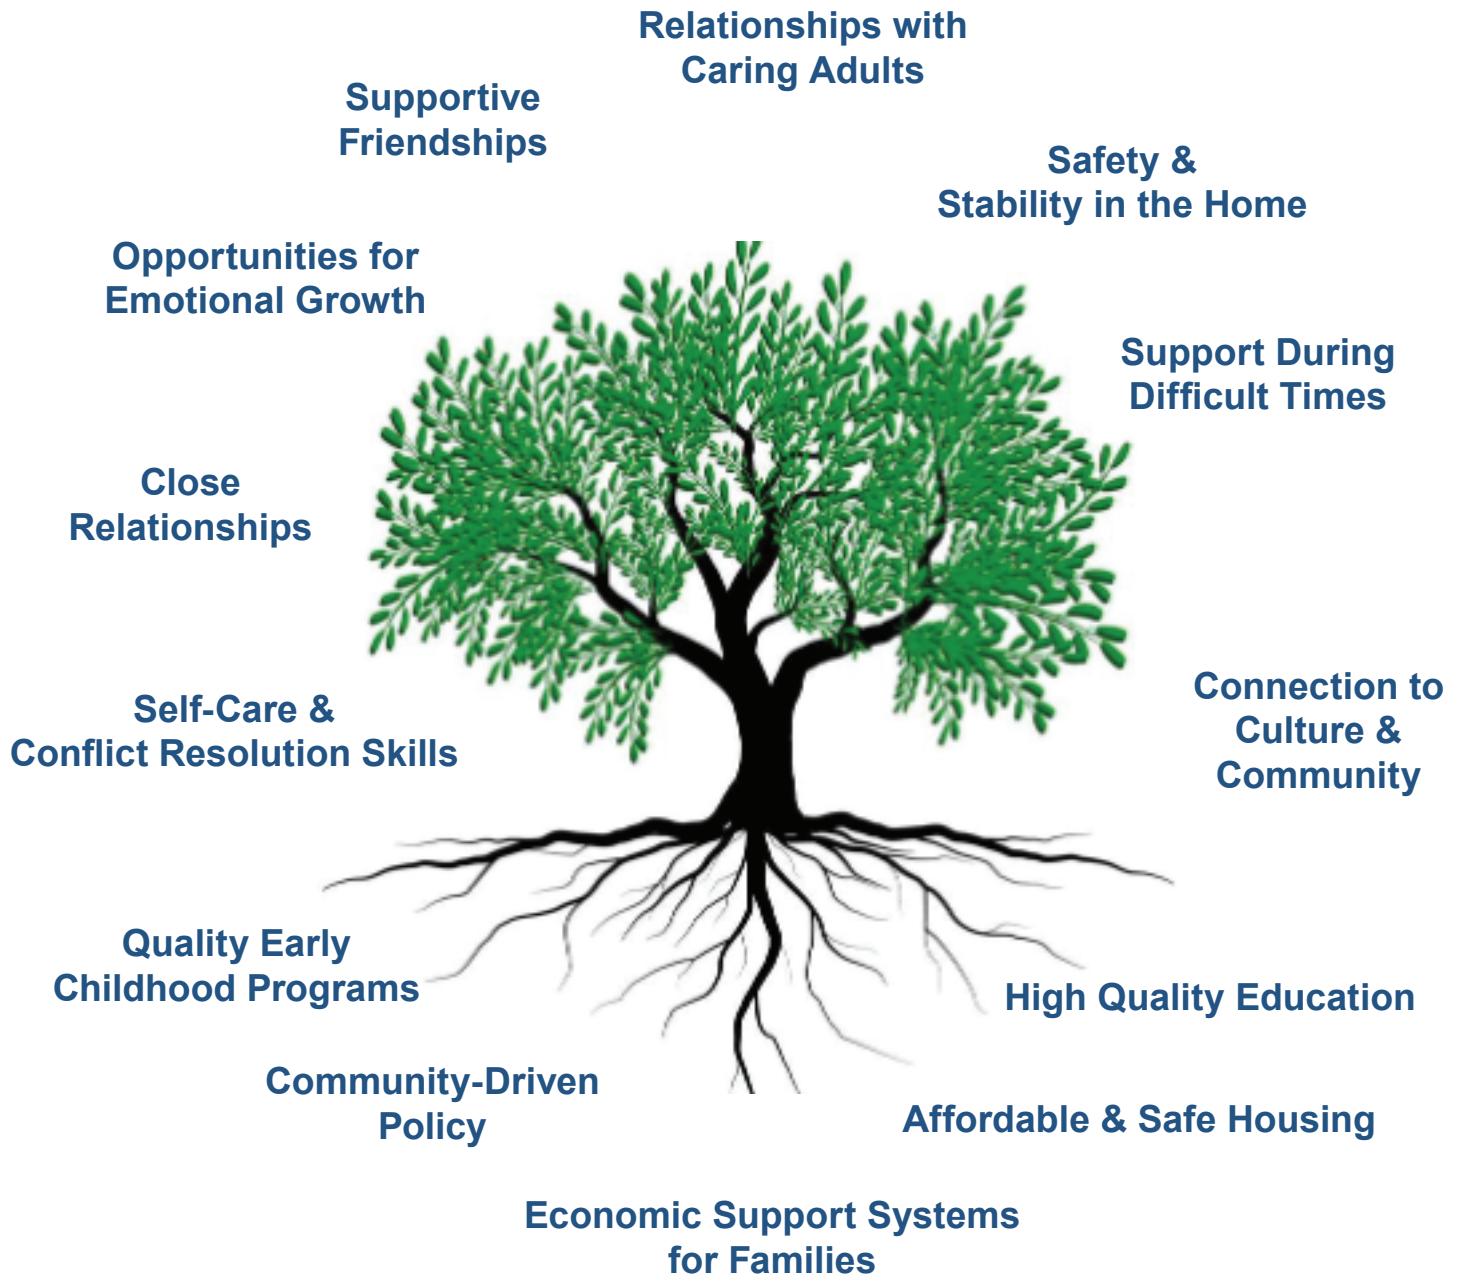 Relationships with
Caring Adults
Supportive
Friendships
Safety &
Stability in the Home
Opportunities for
Emotional Growth
Support During
Difficult Times
Close
Relationships
Connection to
Culture &
Community
Self-Care &
Conflict Resolution Skills
Quality Early
Childhood Programs
High Quality Education
Community-Driven
Policy
Affordable & Safe Housing
Economic Support Systems
for Families